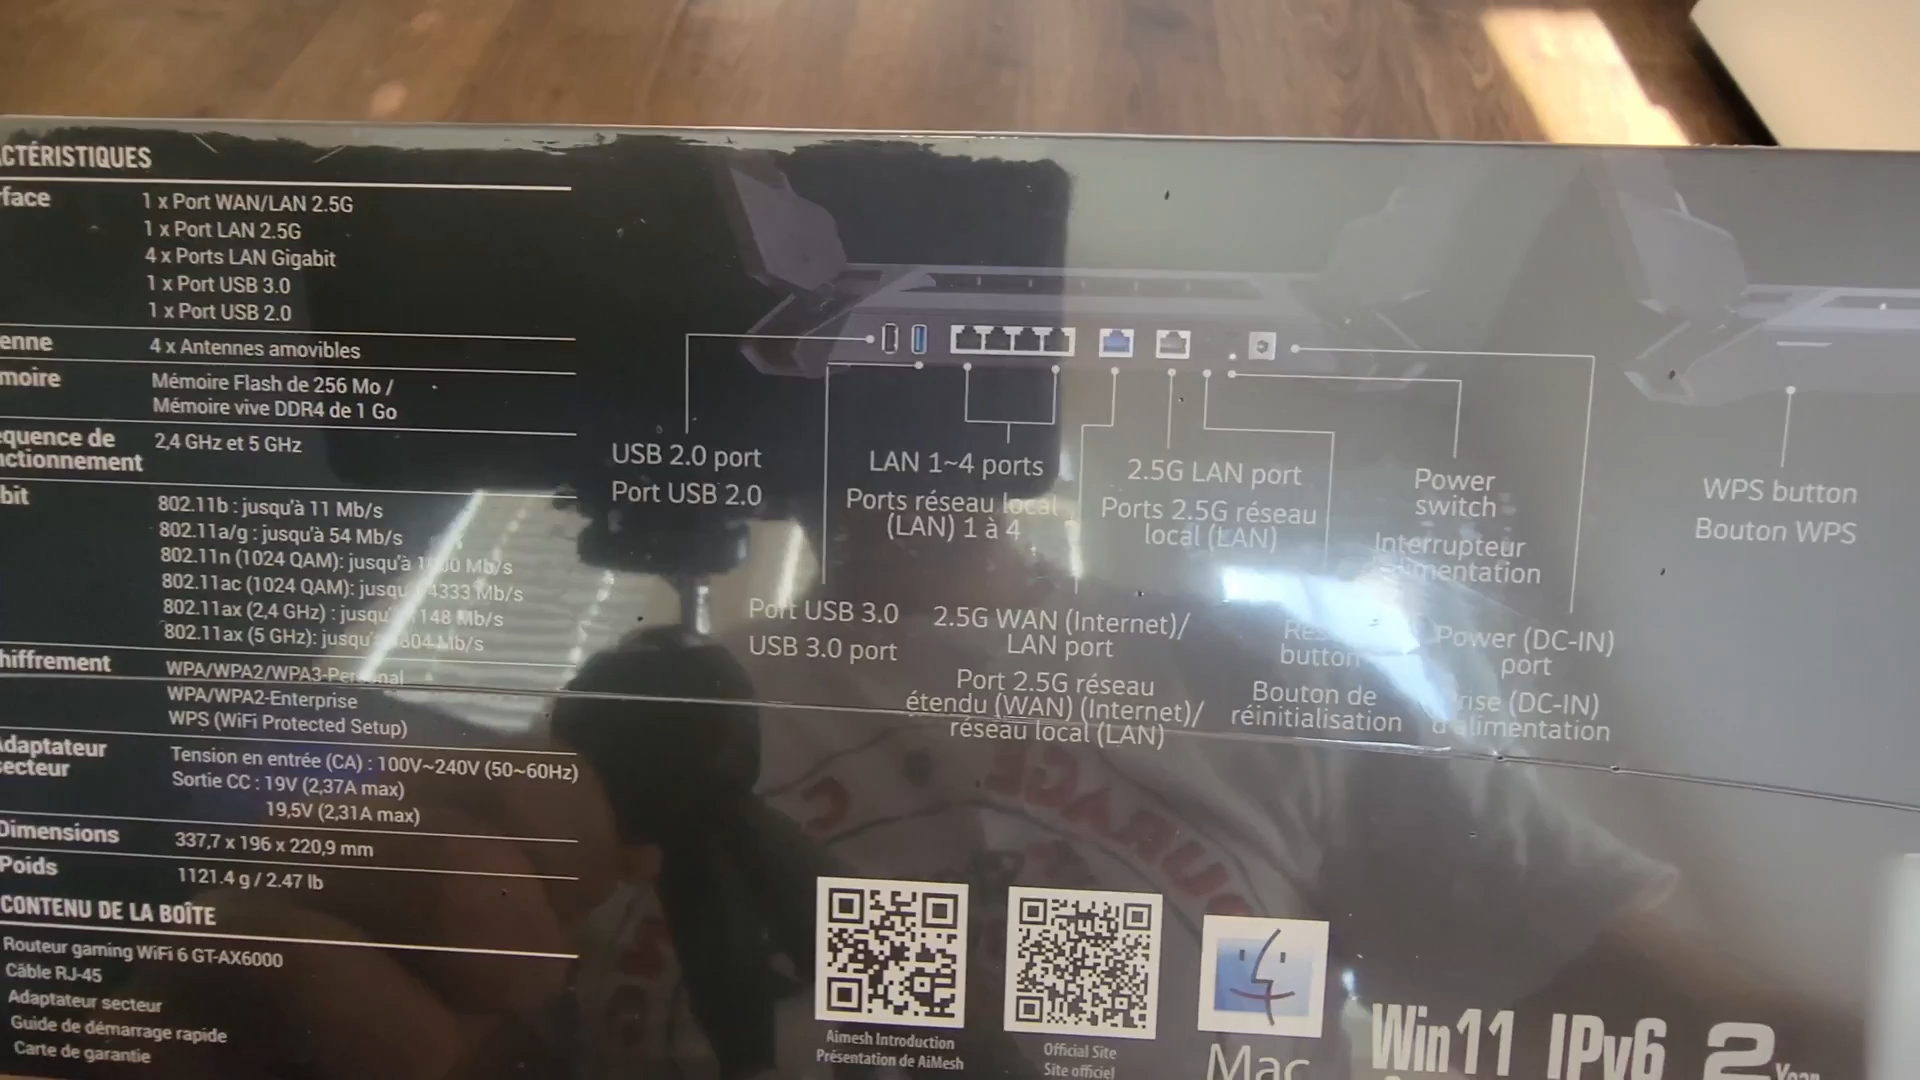 CTÉRISTIQUES
face
1 x Port WAN/LAN 2.5G
1 x Port LAN 2.5G
4 x Ports LAN Gigabit
1 x Port USB 3.0
1 x Port USB 2.0
enne
4 x Antennes amovibles
moire
Mémoire Flash de 256 Mo /
Mémoire vive DDR4 de 1 Go
quence de
nctionnement
2,4 GHz et 5 GHz
bit
802.11b : jusqu'à 11 Mb/s
802.11a/g : jusqu'à 54 Mb/s
802.11n (1024 QAM): jusqu'à Mb/s
802.11ac (1024 QAM): 4333 Mb/s
802.11ax (2,4 GHz) : 1148 Mb/s
802.11ax (5 GHz): Mb/s
hiffrement
WPA/WPA2/WPA3-Personal
WPA/WPA2-Enterprise
WPS (WiFi Protected Setup)
Adaptateur
secteur
Tension en entrée (CA) : 100V~240V (50~60Hz)
Sortie CC : 19V (2,37A max)
19,5V (2,31A max)
Dimensions
337,7 x 196 x 220,9 mm
Poids
1121.4 g / 2.47 lb
CONTENU DE LA BOÎTE
Routeur gaming WiFi 6 GT-AX6000
Câble RJ-45
Adaptateur secteur
Guide de démarrage rapide
Carte de garantie
USB 2.0 port
Port USB 2.0
Port USB 3.0
USB 3.0 port
LAN 1~4 ports
Ports réseau local
(LAN) 1 à 4
2.5G WAN (Internet)/
LAN port
Port 2.5G réseau
étendu (WAN) (Internet)/
réseau local (LAN)
2.5G LAN port
Ports 2.5G réseau
local (LAN)
Reset
button
Bouton de
réinitialisation
Power
switch
Interrupteur
d'alimentation
Power (DC-IN)
port
Prise (DC-IN)
d'alimentation
WPS button
Bouton WPS
Aimesh Introduction
Présentation de AiMesh
Official Site
Site officiel
Mac
Win11
IPv6
2 Year